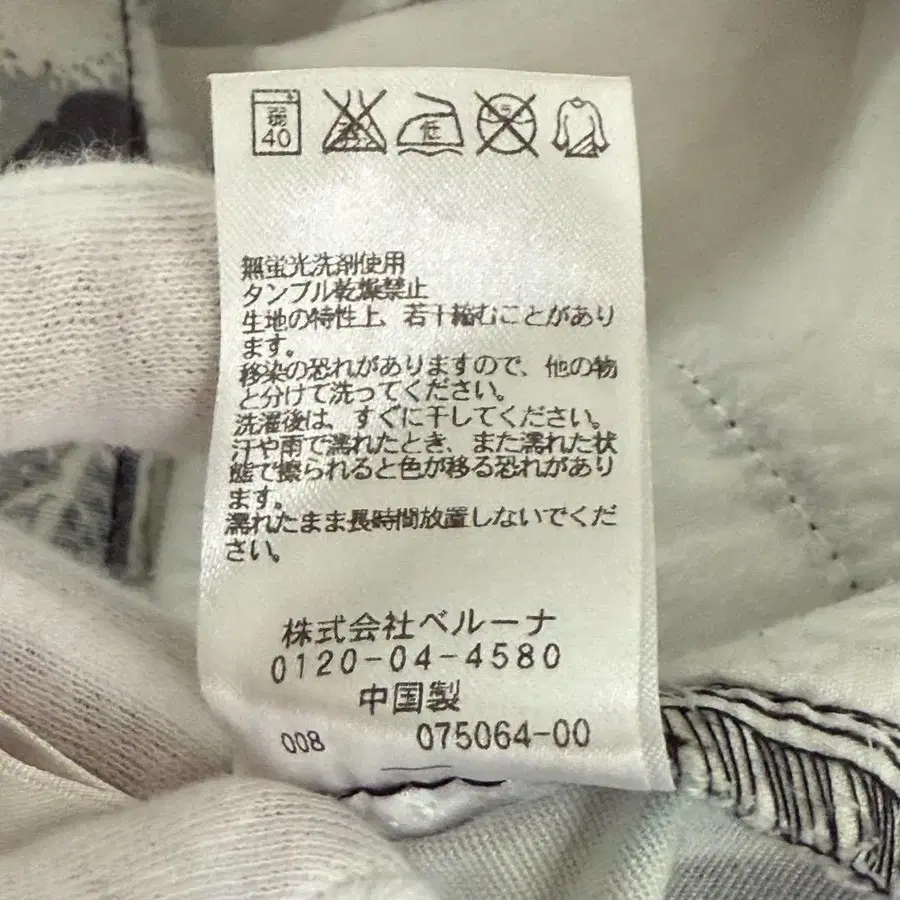 弱
40
低
無蛍光洗剤使用
タンブル乾燥禁止
生地の特性上、若干縮むことがあり
ます。
移染の恐れがありますので、他の物
と分けて洗ってください。
洗濯後は、すぐに干してください。
汗や雨で濡れたとき、また濡れた状
態で擦られると色が移る恐れがあり
ます。
濡れたまま長時間放置しないでくだ
さい。
株式会社ベルーナ
0120-04-4580
中国製
008 075064-00